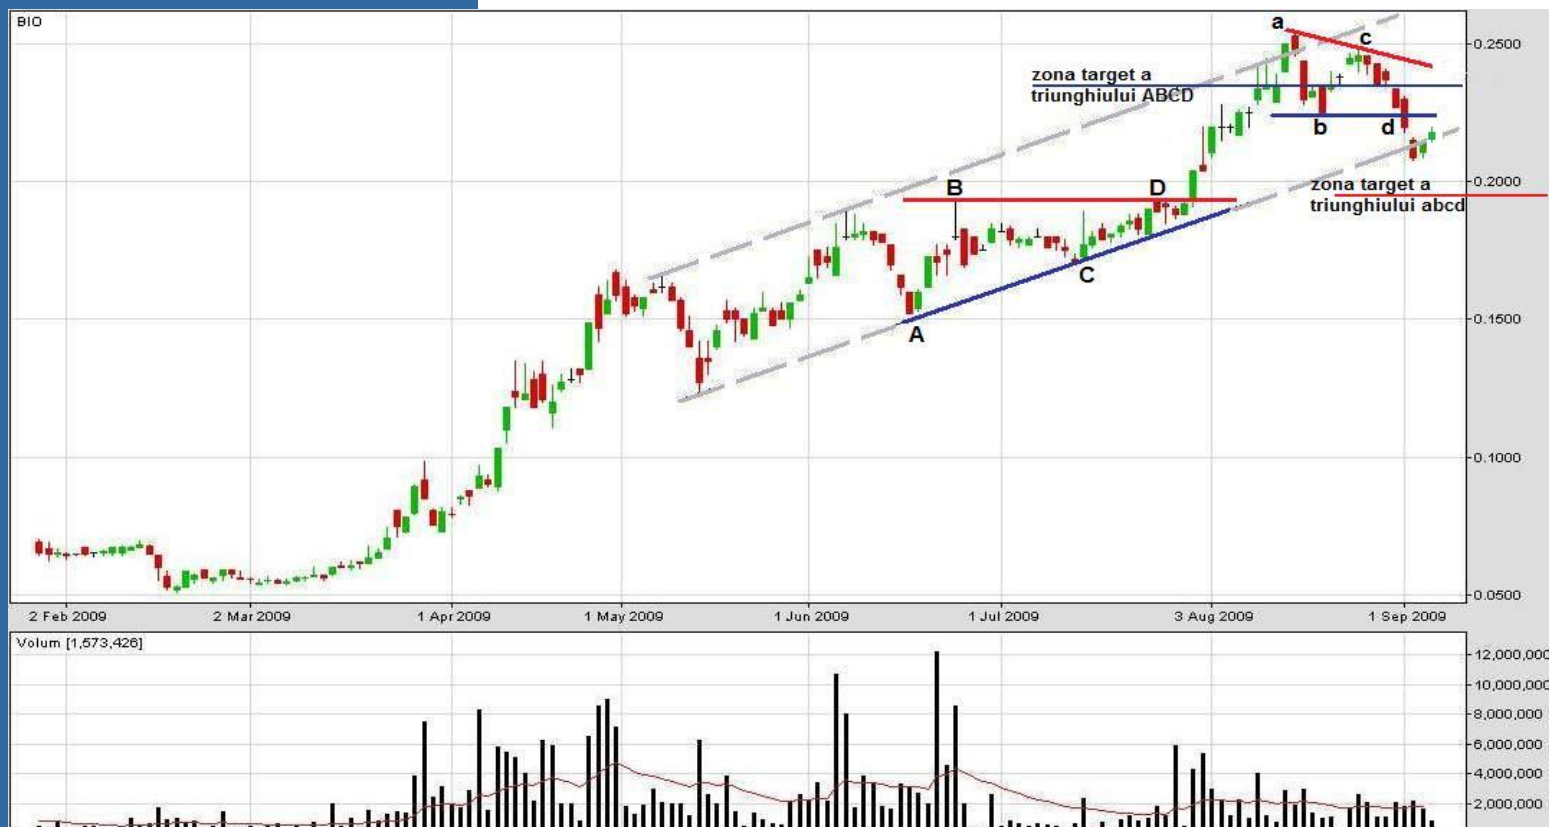 BIO
a
c
zona target a
triunghiului ABCD
b
d
B
D
zona target a
triunghiului abcd
C
A
0.2500
0.2000
0.1500
0.1000
0.0500
2 Feb 2009
2 Mar 2009
1 Apr 2009
1 May 2009
1 Jun 2009
1 Jul 2009
3 Aug 2009
1 Sep 2009
Volum [1,573,426]
12,000,000
10,000,000
8,000,000
6,000,000
4,000,000
2,000,000